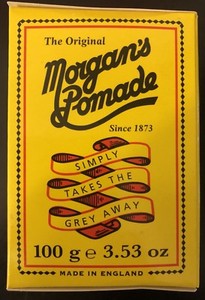 The Original
Morgan's
Pomade
Since 1873
SIMPLY
TAKES THE
GREY AWAY
100 g e 3.53 oz
MADE IN ENGLAND